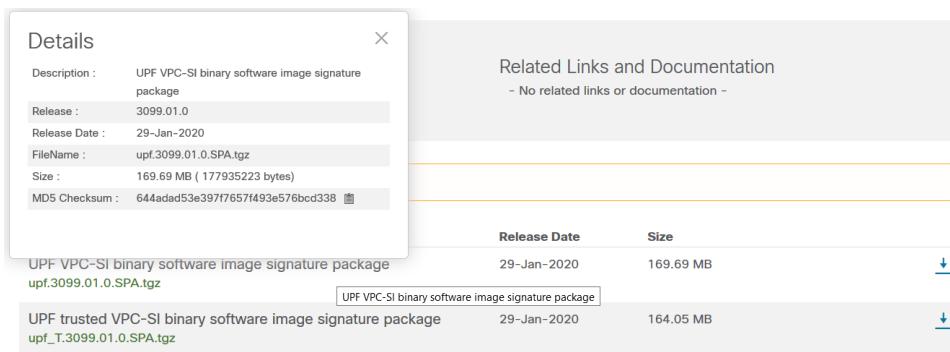 Details
Description : UPF VPC-SI binary software image signature
package
Release : 3099.01.0
Release Date : 29-Jan-2020
FileName : upf.3099.01.0.SPA.tgz
Size : 169.69 MB ( 177935223 bytes)
MD5 Checksum : 644adad53e397f7657f493e576bcd338
Related Links and Documentation
- No related links or documentation -
Release Date Size
UPF VPC-SI binary software image signature package 29-Jan-2020 169.69 MB
upf.3099.01.0.SPA.tgz
UPF VPC-SI binary software image signature package
UPF trusted VPC-SI binary software image signature package 29-Jan-2020 164.05 MB
upf_T.3099.01.0.SPA.tgz